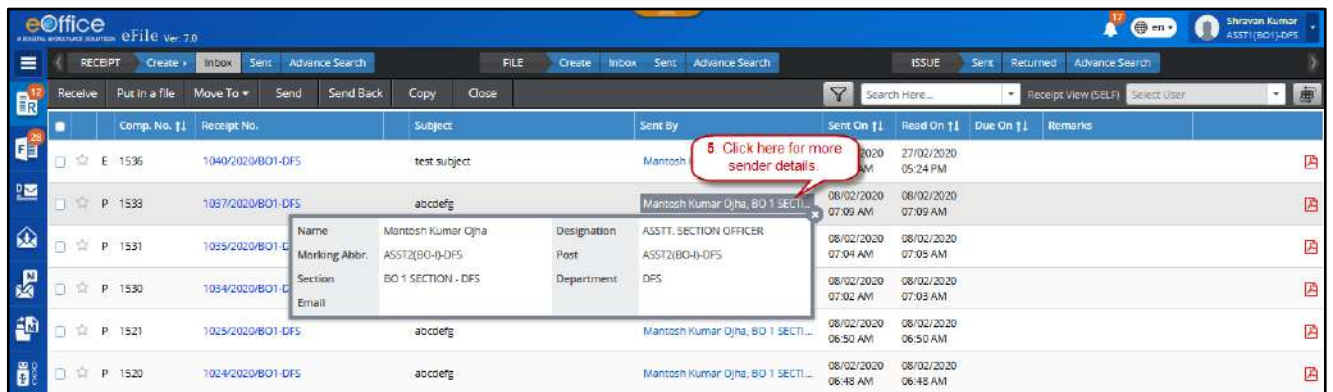 eOffice
A DIGITAL WORKPLACE SOLUTION eFile Ver. 7.0
17 en Shravan Kumar
ASST1(BO1)-DFS
RECEIPT Create Inbox Sent Advance Search FILE Create Inbox Sent Advance Search ISSUE Sent Returned Advance Search
12 Receive Put in a file Move To Send Send Back Copy Close Search Here... Receipt View (SELF) Select User
28 Comp. No. Receipt No. Subject Sent By Sent On Read On Due On Remarks
5. Click here for more
sender details.
E 1536 1040/2020/BO1-DFS test subject Mantosh 2020 27/02/2020
AM 05:24 PM
P 1533 1037/2020/BO1-DFS abcdefg Mantosh Kumar Ojha, BO 1 SECTI... 08/02/2020 08/02/2020
07:09 AM 07:09 AM
Name Mantosh Kumar Ojha Designation ASSTT. SECTION OFFICER
Marking Abbr. ASST2(BO-I)-DFS Post ASST2(BO-I)-DFS
Section BO 1 SECTION - DFS Department DFS
Email
P 1531 1035/2020/BO1-D 08/02/2020 08/02/2020
07:04 AM 07:05 AM
P 1530 1034/2020/BO1-D 08/02/2020 08/02/2020
07:02 AM 07:03 AM
P 1521 1025/2020/BO1-DFS abcdefg Mantosh Kumar Ojha, BO 1 SECTI... 08/02/2020 08/02/2020
06:50 AM 06:50 AM
P 1520 1024/2020/BO1-DFS abcdefg Mantosh Kumar Ojha, BO 1 SECTI... 08/02/2020 08/02/2020
06:48 AM 06:48 AM